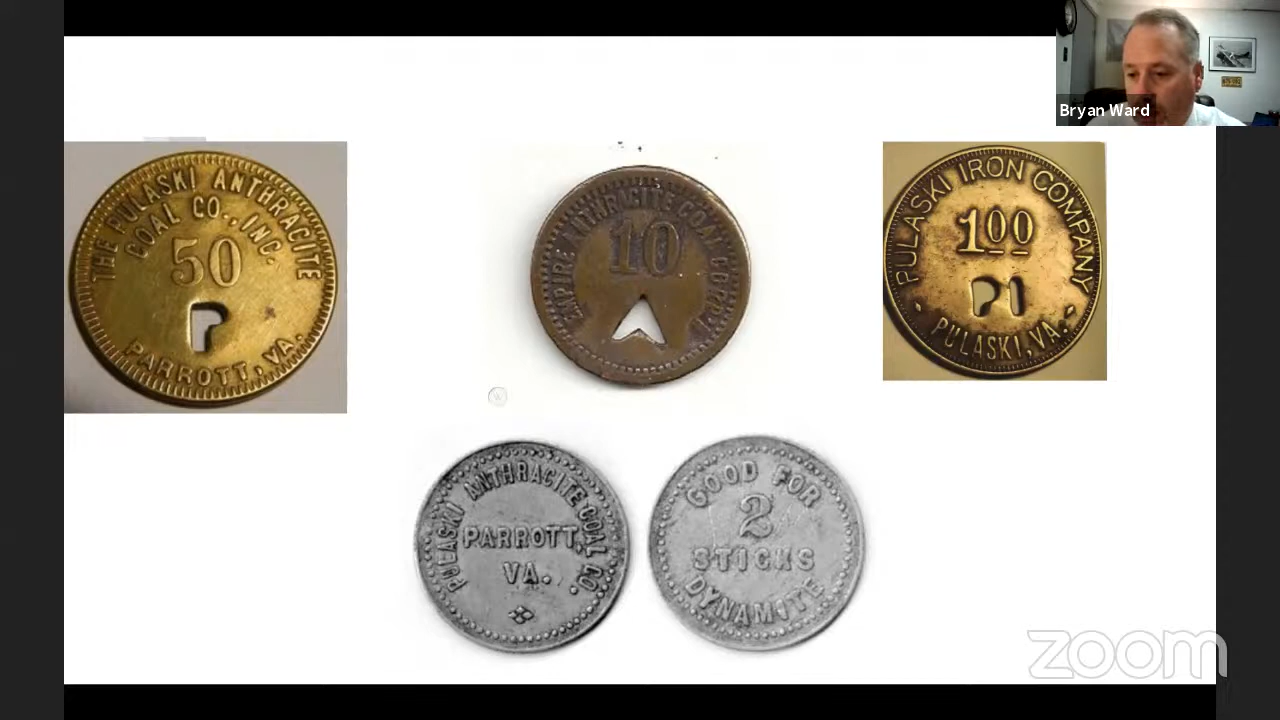 Bryan Ward
THE PULASKI ANTHRACITE
COAL CO., INC.
50
P
PARROTT, VA.
EMPIRE ANTHRACITE COAL CORP'N
10
PULASKI IRON COMPANY
1.00
PI
PULASKI, VA.
PULASKI ANTHRACITE COAL CO.
PARROTT,
VA.
GOOD FOR
2
STICKS
DYNAMITE
zoom